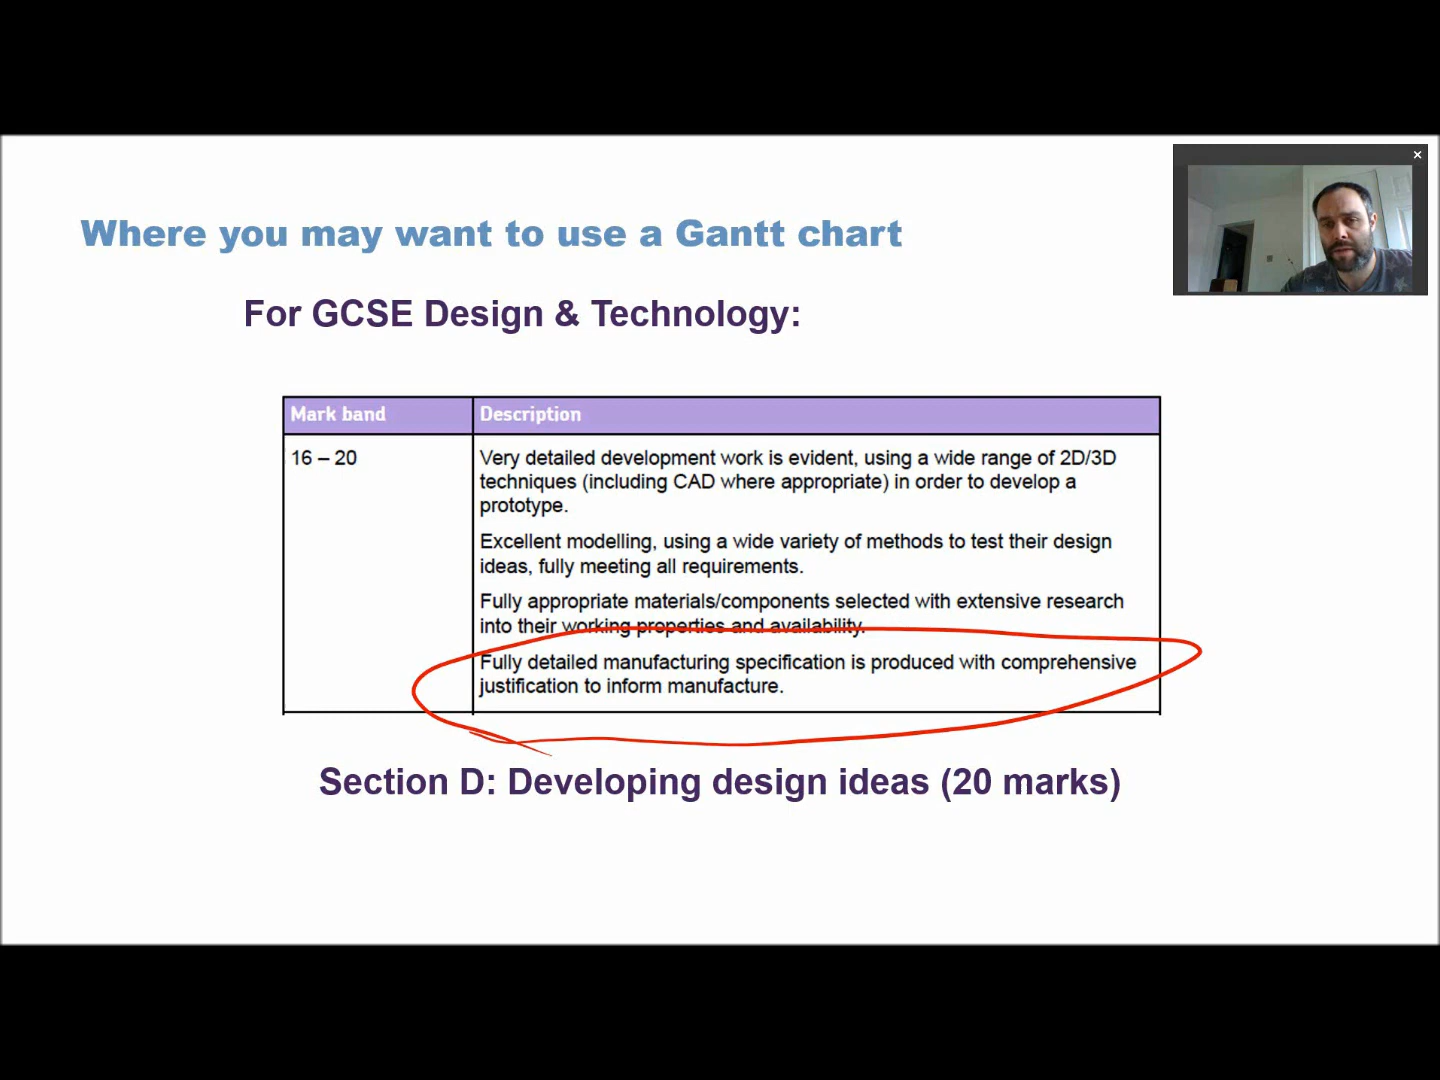 Where you may want to use a Gantt chart
For GCSE Design & Technology:
Mark band Description
16 – 20 Very detailed development work is evident, using a wide range of 2D/3D
techniques (including CAD where appropriate) in order to develop a
prototype.
Excellent modelling, using a wide variety of methods to test their design
ideas, fully meeting all requirements.
Fully appropriate materials/components selected with extensive research
into their working properties and availability.
Fully detailed manufacturing specification is produced with comprehensive
justification to inform manufacture.
Section D: Developing design ideas (20 marks)